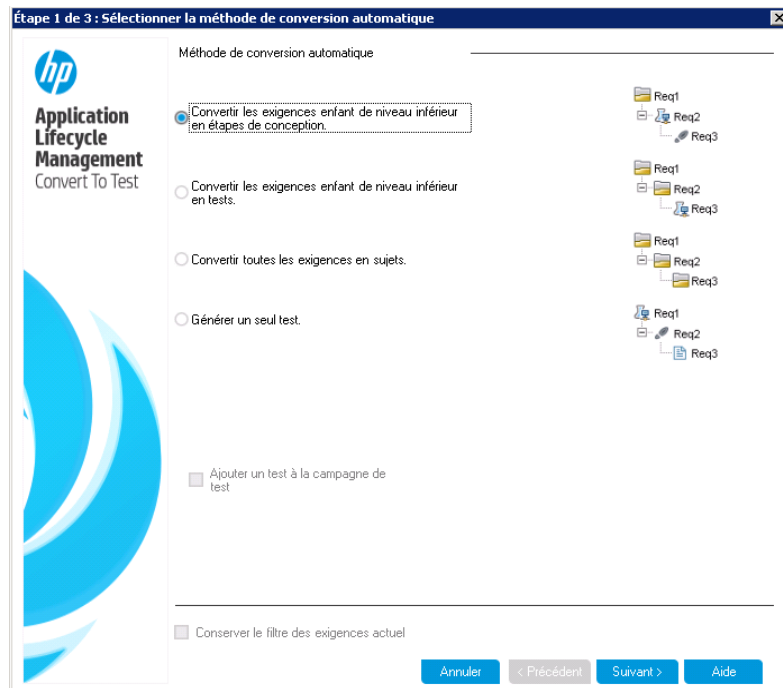 Étape 1 de 3 : Sélectionner la méthode de conversion automatique
hp
Application
Lifecycle
Management
Convert To Test
Méthode de conversion automatique
Convertir les exigences enfant de niveau inférieur
en étapes de conception.
Req1
Req2
Req3
Convertir les exigences enfant de niveau inférieur
en tests.
Req1
Req2
Req3
Convertir toutes les exigences en sujets.
Req1
Req2
Req3
Générer un seul test.
Req1
Req2
Req3
Ajouter un test à la campagne de
test
Conserver le filtre des exigences actuel
Annuler
< Précédent
Suivant >
Aide